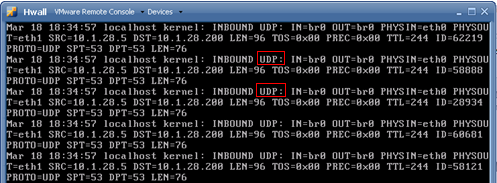 Hwall VMware Remote Console Devices
Mar 18 18:34:57 localhost kernel: INBOUND UDP: IN=br0 OUT=br0 PHYSIN=eth0 PHYSOU
T=eth1 SRC=10.1.28.5 DST=10.1.28.200 LEN=96 TOS=0x00 PREC=0x00 TTL=244 ID=62219
PROTO=UDP SPT=53 DPT=53 LEN=76
Mar 18 18:34:57 localhost kernel: INBOUND UDP: IN=br0 OUT=br0 PHYSIN=eth0 PHYSOU
T=eth1 SRC=10.1.28.5 DST=10.1.28.200 LEN=96 TOS=0x00 PREC=0x00 TTL=244 ID=58888
PROTO=UDP SPT=53 DPT=53 LEN=76
Mar 18 18:34:57 localhost kernel: INBOUND UDP: IN=br0 OUT=br0 PHYSIN=eth0 PHYSOU
T=eth1 SRC=10.1.28.5 DST=10.1.28.200 LEN=96 TOS=0x00 PREC=0x00 TTL=244 ID=28934
PROTO=UDP SPT=53 DPT=53 LEN=76
Mar 18 18:34:57 localhost kernel: INBOUND UDP: IN=br0 OUT=br0 PHYSIN=eth0 PHYSOU
T=eth1 SRC=10.1.28.5 DST=10.1.28.200 LEN=96 TOS=0x00 PREC=0x00 TTL=244 ID=60681
PROTO=UDP SPT=53 DPT=53 LEN=76
Mar 18 18:34:57 localhost kernel: INBOUND UDP: IN=br0 OUT=br0 PHYSIN=eth0 PHYSOU
T=eth1 SRC=10.1.28.5 DST=10.1.28.200 LEN=96 TOS=0x00 PREC=0x00 TTL=244 ID=58121
PROTO=UDP SPT=53 DPT=53 LEN=76